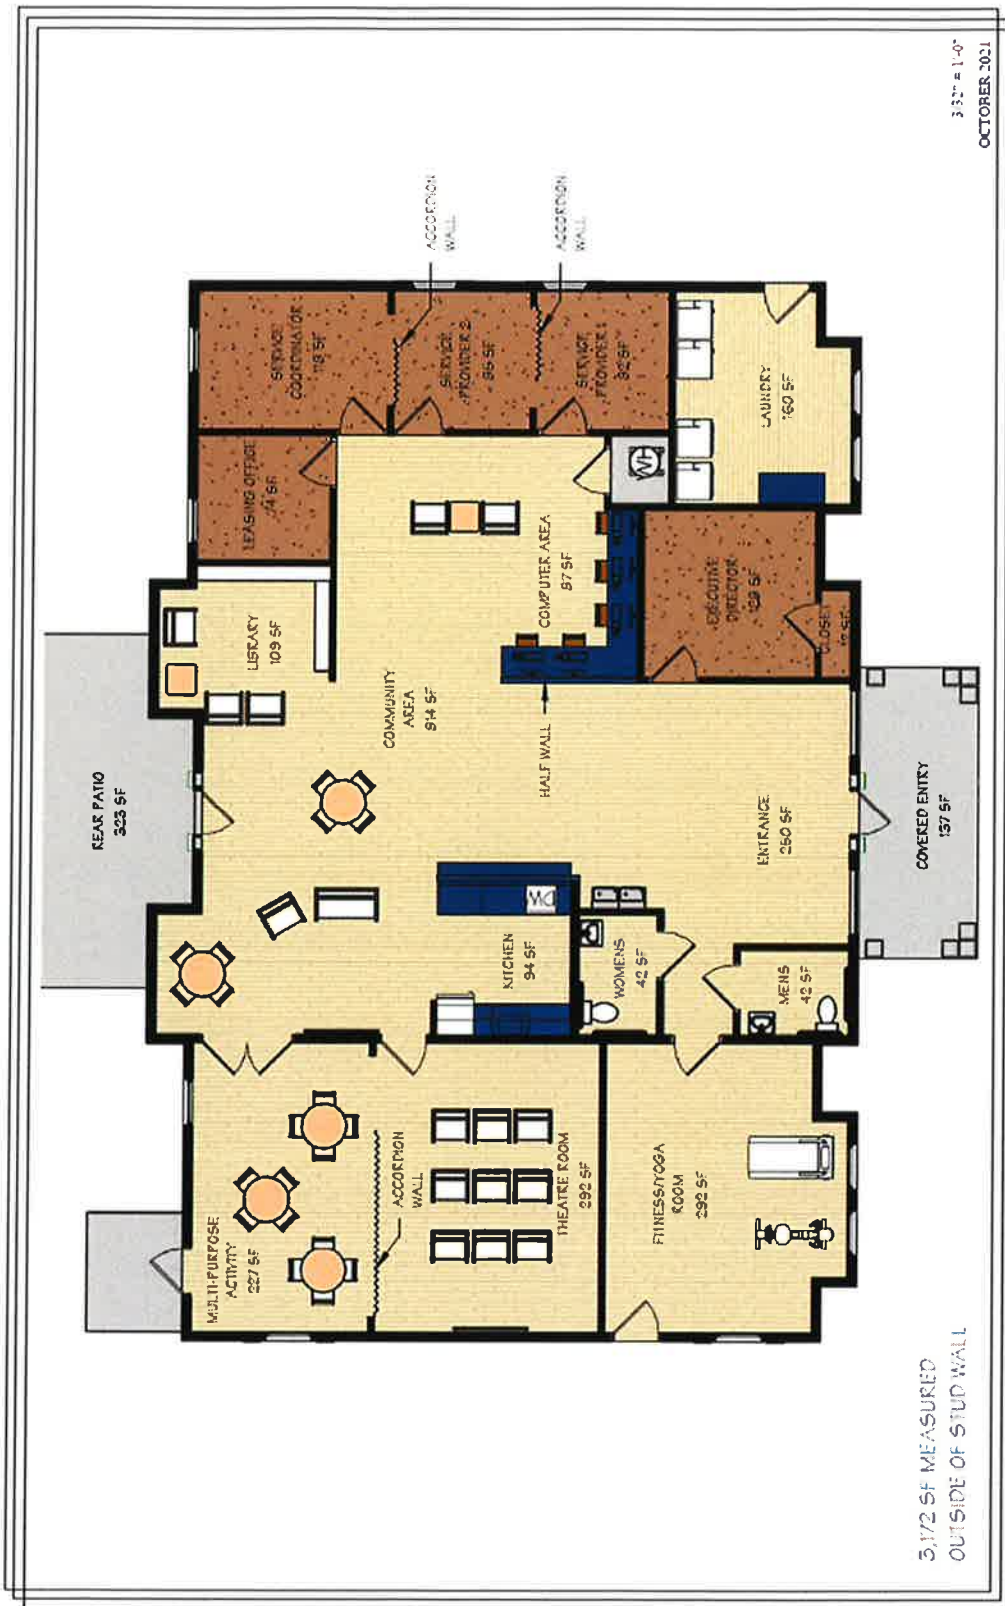 REAR PATIO
323 SF
MULTI-PURPOSE
ACTIVITY
227 SF
ACCORDION
WALL
THEATRE ROOM
292 SF
FITNESS/YOGA
ROOM
292 SF
KITCHEN
94 SF
WOMENS
42 SF
MENS
42 SF
COMMUNITY
AREA
914 SF
LIBRARY
109 SF
HALF WALL
ENTRANCE
COVERED ENTRY
137 SF
COMPUTER AREA
87 SF
LEASING OFFICE
SERVICE
COORDINATOR
SERVICE
PROVIDER 2
SERVICE
PROVIDER 1
ACCORDION
WALL
ACCORDION
WALL
WH
LAUNDRY
160 SF
EXECUTIVE
DIRECTOR
CLOSET
DW
SF MEASURED
OUTSIDE OF STUD WALL
3/32" = 1'-0"
OCTOBER 2021